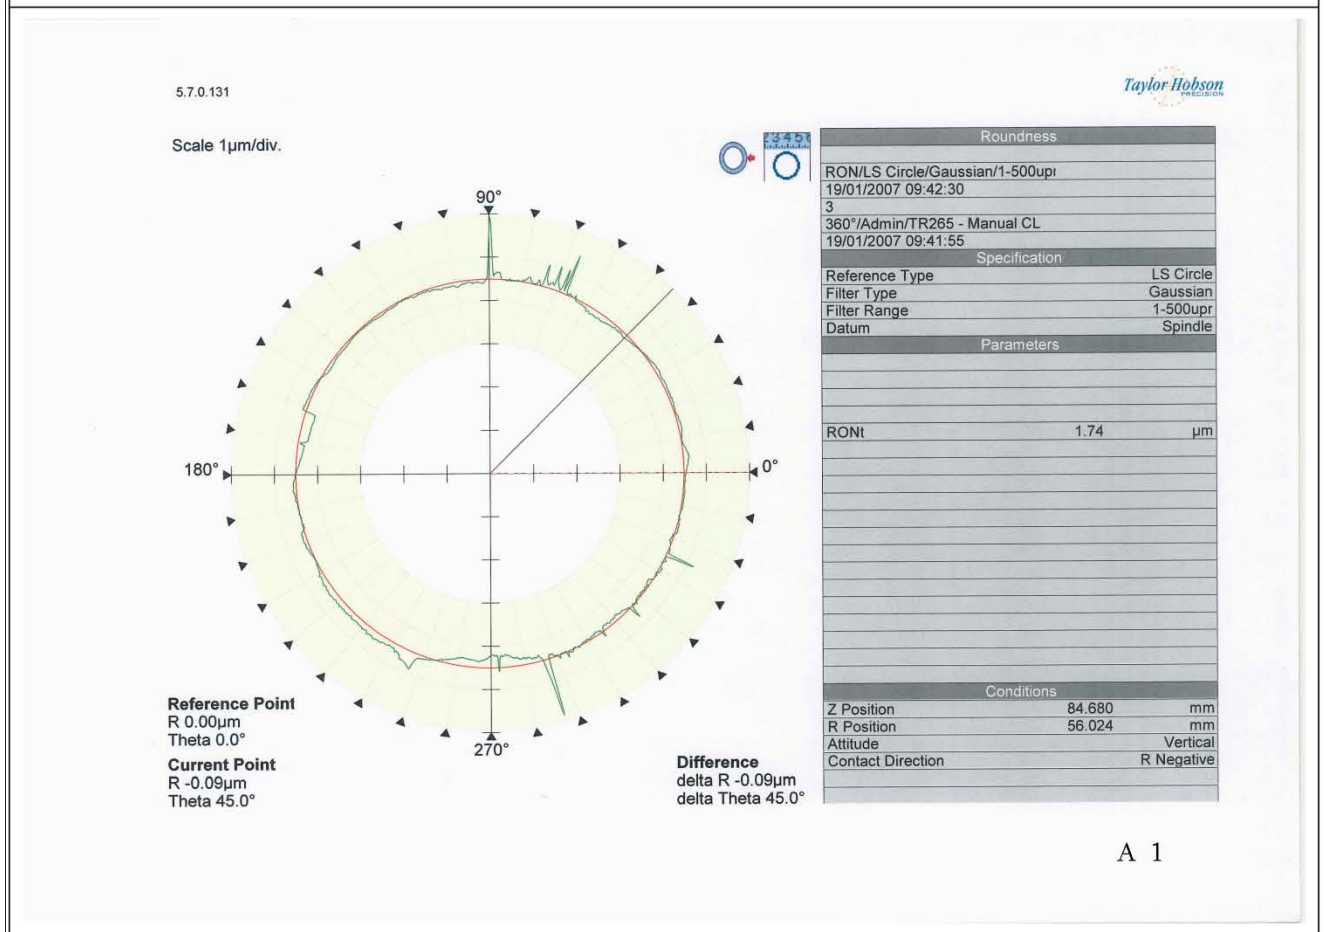 5.7.0.131
Taylor Hobson
PRECISION
Scale 1µm/div.
90°
180°
0°
270°
Reference Point
R 0.00µm
Theta 0.0°
Current Point
R -0.09µm
Theta 45.0°
Difference
delta R -0.09µm
delta Theta 45.0°
Roundness
RON/LS Circle/Gaussian/1-500upr
19/01/2007 09:42:30
3
360°/Admin/TR265 - Manual CL
19/01/2007 09:41:55
Specification
Reference Type LS Circle
Filter Type Gaussian
Filter Range 1-500upr
Datum Spindle
Parameters
RONt 1.74 µm
Conditions
Z Position 84.680 mm
R Position 56.024 mm
Attitude Vertical
Contact Direction R Negative
A 1